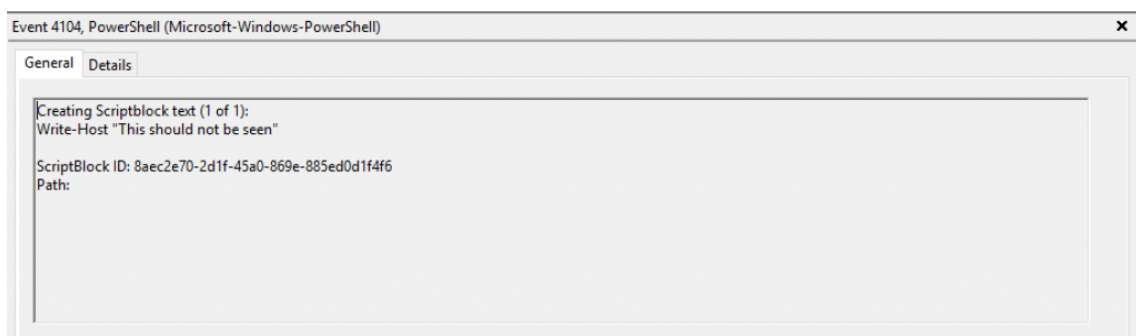 Event 4104, PowerShell (Microsoft-Windows-PowerShell)
General Details
Creating Scriptblock text (1 of 1):
Write-Host "This should not be seen"
ScriptBlock ID: 8aec2e70-2d1f-45a0-869e-885ed0d1f4f6
Path: